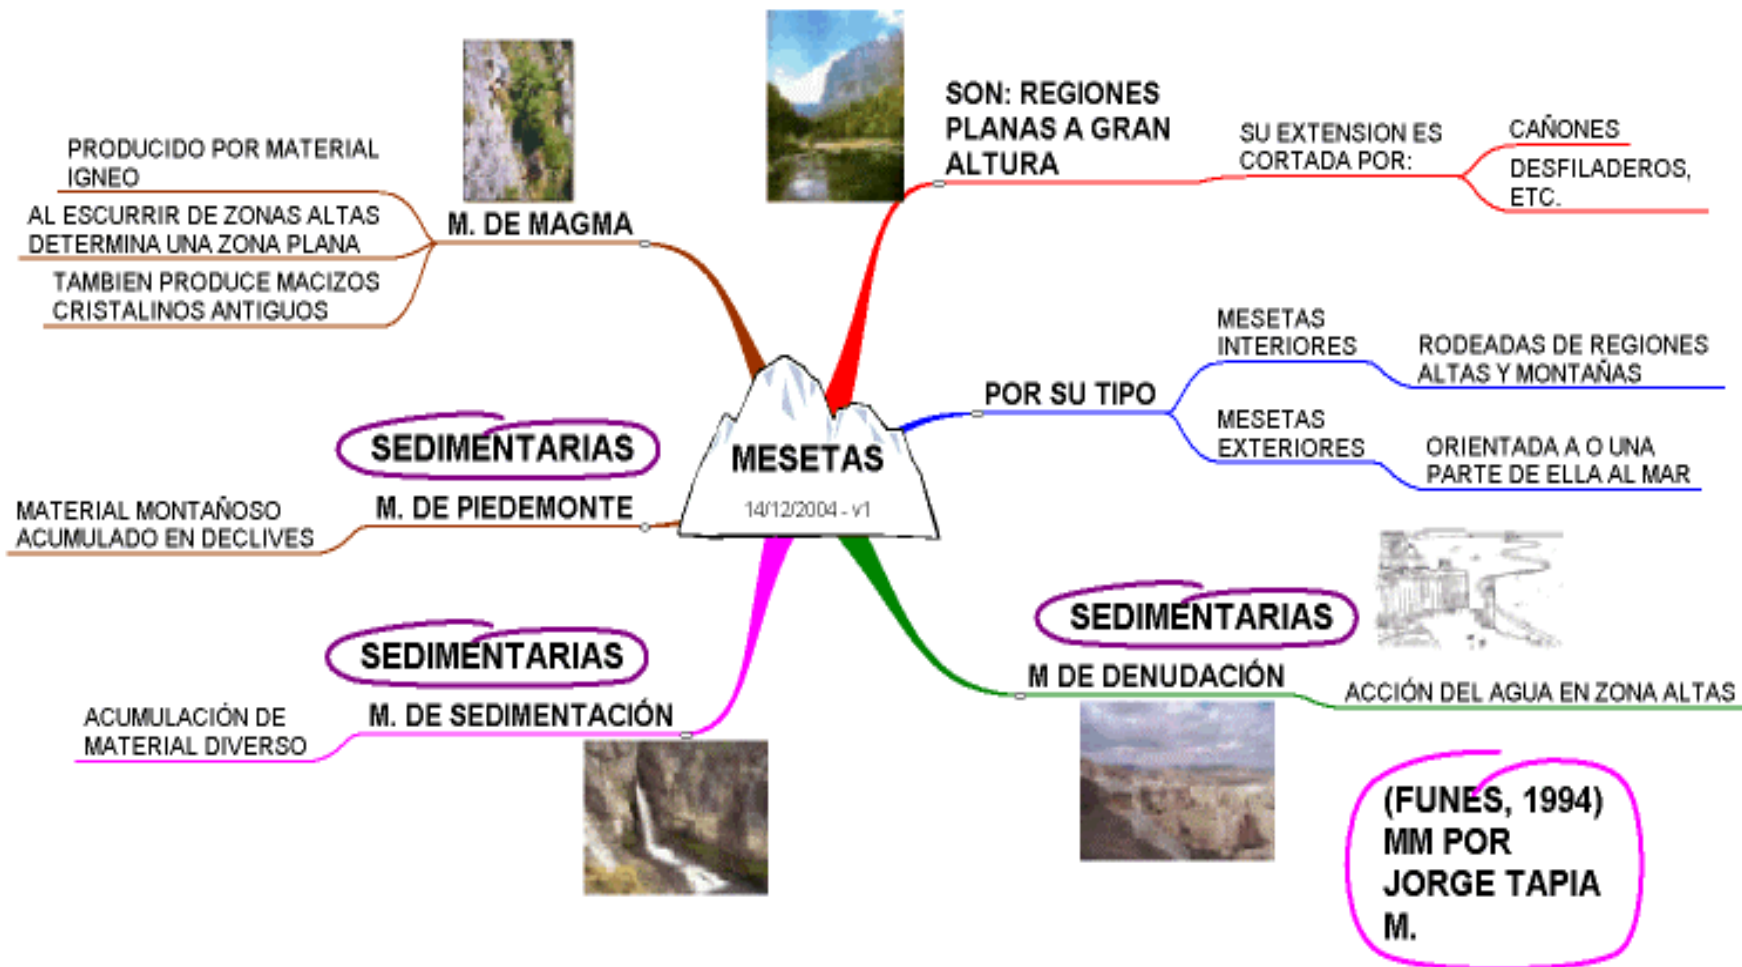 MESETAS
14/12/2004 - v1
SON: REGIONES
PLANAS A GRAN
ALTURA
SU EXTENSION ES
CORTADA POR:
CAÑONES
DESFILADEROS,
ETC.
POR SU TIPO
MESETAS
INTERIORES
RODEADAS DE REGIONES
ALTAS Y MONTAÑAS
MESETAS
EXTERIORES
ORIENTADA A O UNA
PARTE DE ELLA AL MAR
SEDIMENTARIAS
M DE DENUDACIÓN
ACCIÓN DEL AGUA EN ZONA ALTAS
(FUNES, 1994)
MM POR
JORGE TAPIA
M.
SEDIMENTARIAS
M. DE SEDIMENTACIÓN
ACUMULACIÓN DE
MATERIAL DIVERSO
SEDIMENTARIAS
M. DE PIEDEMONTE
MATERIAL MONTAÑOSO
ACUMULADO EN DECLIVES
M. DE MAGMA
PRODUCIDO POR MATERIAL
IGNEO
AL ESCURRIR DE ZONAS ALTAS
DETERMINA UNA ZONA PLANA
TAMBIEN PRODUCE MACIZOS
CRISTALINOS ANTIGUOS